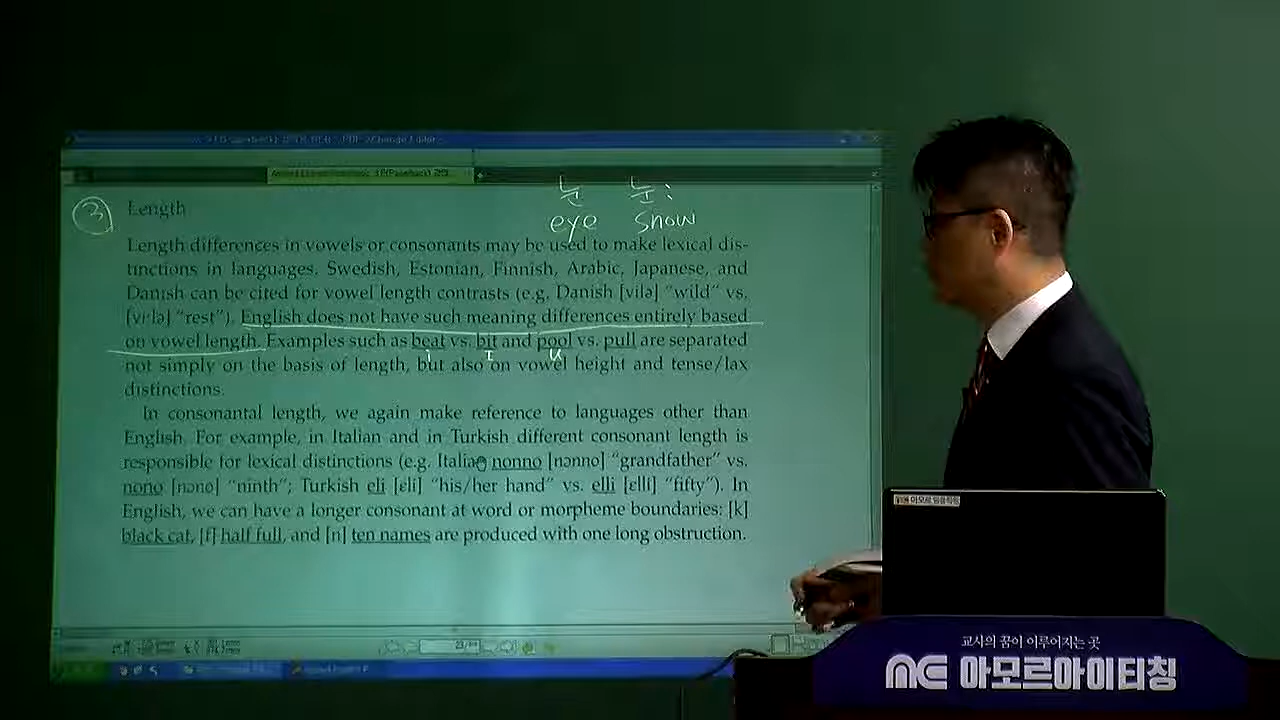 눈 눈:
eye snow
③ Length
Length differences in vowels or consonants may be used to make lexical dis-
tinctions in languages. Swedish, Estonian, Finnish, Arabic, Japanese, and
Danish can be cited for vowel length contrasts (e.g. Danish [vilə] “wild” vs.
[viːlə] “rest”). English does not have such meaning differences entirely based
on vowel length. Examples such as beat vs. bit and pool vs. pull are separated
i ɪ u
not simply on the basis of length, but also on vowel height and tense/lax
distinctions.
In consonantal length, we again make reference to languages other than
English. For example, in Italian and in Turkish different consonant length is
responsible for lexical distinctions (e.g. Italian nonno [nɔnno] “grandfather” vs.
nono [nɔno] “ninth”; Turkish eli [ɛli] “his/her hand” vs. elli [ɛlli] “fifty”). In
English, we can have a longer consonant at word or morpheme boundaries: [k]
black cat, [f] half full, and [n] ten names are produced with one long obstruction.
교사의 꿈이 이루어지는 곳
아모르아이티칭